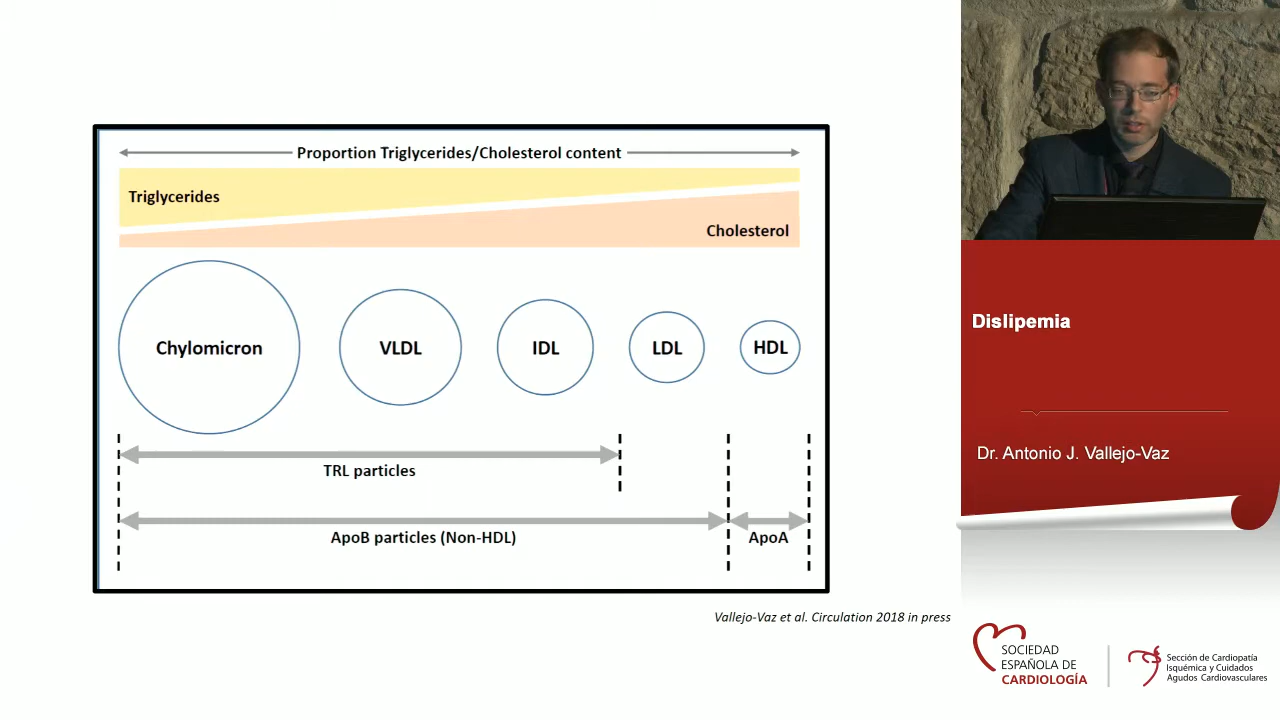 Proportion Triglycerides/Cholesterol content
Triglycerides
Cholesterol
Chylomicron
VLDL
IDL
LDL
HDL
TRL particles
ApoB particles (Non-HDL)
ApoA
Vallejo-Vaz et al. Circulation 2018 in press
Dislipemia
Dr. Antonio J. Vallejo-Vaz
SOCIEDAD
ESPAÑOLA DE
CARDIOLOGÍA
Sección de Cardiopatía
Isquémica y Cuidados
Agudos Cardiovasculares